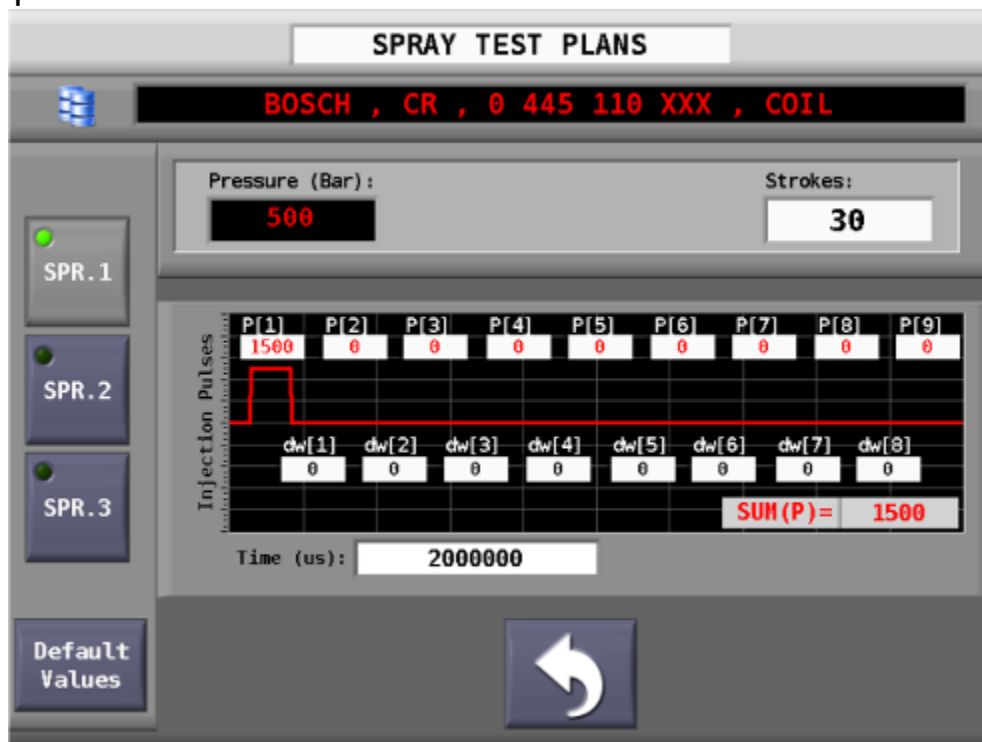 SPRAY TEST PLANS
BOSCH , CR , 0 445 110 XXX , COIL
Pressure (Bar):
500
Strokes:
30
SPR.1
SPR.2
SPR.3
Default
Values
Injection Pulses
P[1] P[2] P[3] P[4] P[5] P[6] P[7] P[8] P[9]
1500 0 0 0 0 0 0 0 0
dw[1] dw[2] dw[3] dw[4] dw[5] dw[6] dw[7] dw[8]
0 0 0 0 0 0 0 0
SUM(P)= 1500
Time (us): 2000000